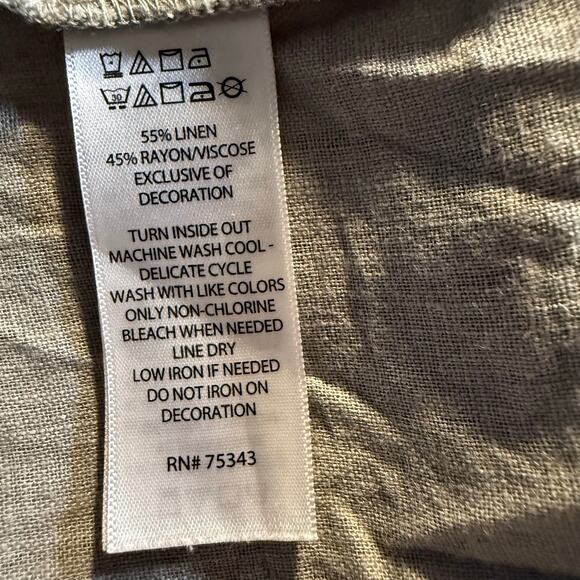 30
55% LINEN
45% RAYON/VISCOSE
EXCLUSIVE OF
DECORATION
TURN INSIDE OUT
MACHINE WASH COOL -
DELICATE CYCLE
WASH WITH LIKE COLORS
ONLY NON-CHLORINE
BLEACH WHEN NEEDED
LINE DRY
LOW IRON IF NEEDED
DO NOT IRON ON
DECORATION
RN# 75343